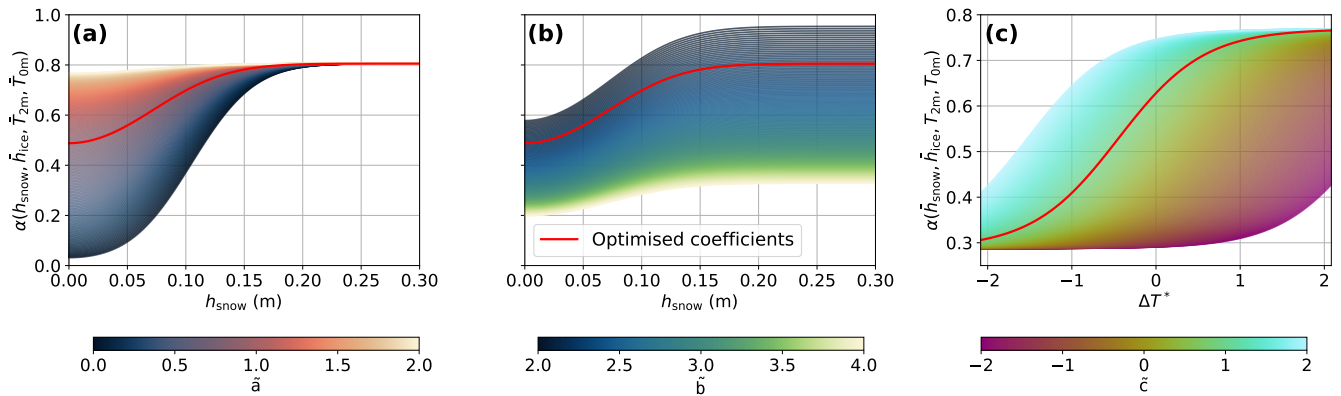 (a)
α(h_snow, h̄_ice, T̄_2m, T̄_0m)
1.0
0.8
0.6
0.4
0.2
0.0
0.00 0.05 0.10 0.15 0.20 0.25 0.30
h_snow (m)
0.0 0.5 1.0 1.5 2.0
ã
(b)
Optimised coefficients
0.00 0.05 0.10 0.15 0.20 0.25 0.30
h_snow (m)
2.0 2.5 3.0 3.5 4.0
b̃
(c)
α(h̄_snow, h̄_ice, T_2m, T_0m)
0.8
0.7
0.6
0.5
0.4
0.3
−2 −1 0 1 2
ΔT*
−2 −1 0 1 2
c̃